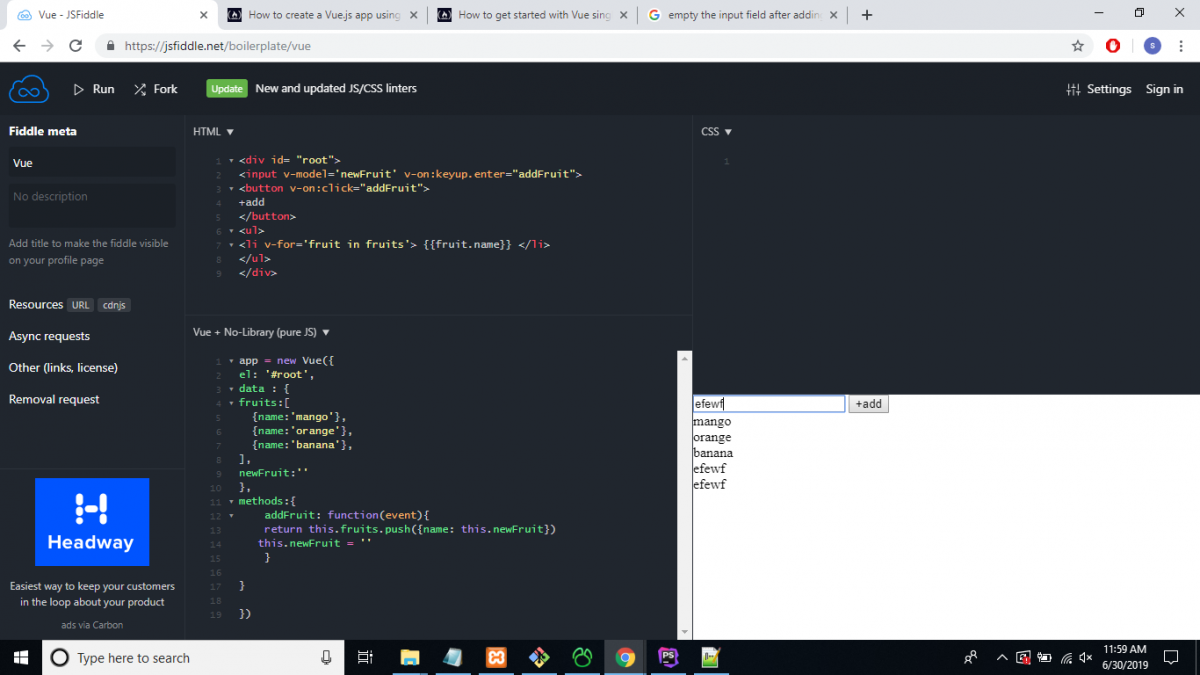 Vue - JSFiddle
How to create a Vue.js app using
How to get started with Vue sing
empty the input field after adding
https://jsfiddle.net/boilerplate/vue
S
Run
Fork
Update
New and updated JS/CSS linters
Settings
Sign in
Fiddle meta
Vue
No description
Add title to make the fiddle visible
on your profile page
Resources URL cdnjs
Async requests
Other (links, license)
Removal request
Headway
Easiest way to keep your customers
in the loop about your product
ads via Carbon
HTML ▼
1 <div id= "root">
2 <input v-model='newFruit' v-on:keyup.enter="addFruit">
3 <button v-on:click="addFruit">
4 +add
5 </button>
6 <ul>
7 <li v-for='fruit in fruits'> {{fruit.name}} </li>
8 </ul>
9 </div>
Vue + No-Library (pure JS) ▼
1 app = new Vue({
2 el: '#root',
3 data : {
4 fruits:[
5 {name:'mango'},
6 {name:'orange'},
7 {name:'banana'},
8 ],
9 newFruit:''
10 },
11 methods:{
12 addFruit: function(event){
13 return this.fruits.push({name: this.newFruit})
14 this.newFruit = ''
15 }
16
17 }
18
19 })
CSS ▼
1
efewf
+add
mango
orange
banana
efewf
efewf
Type here to search
PS
11:59 AM
6/30/2019